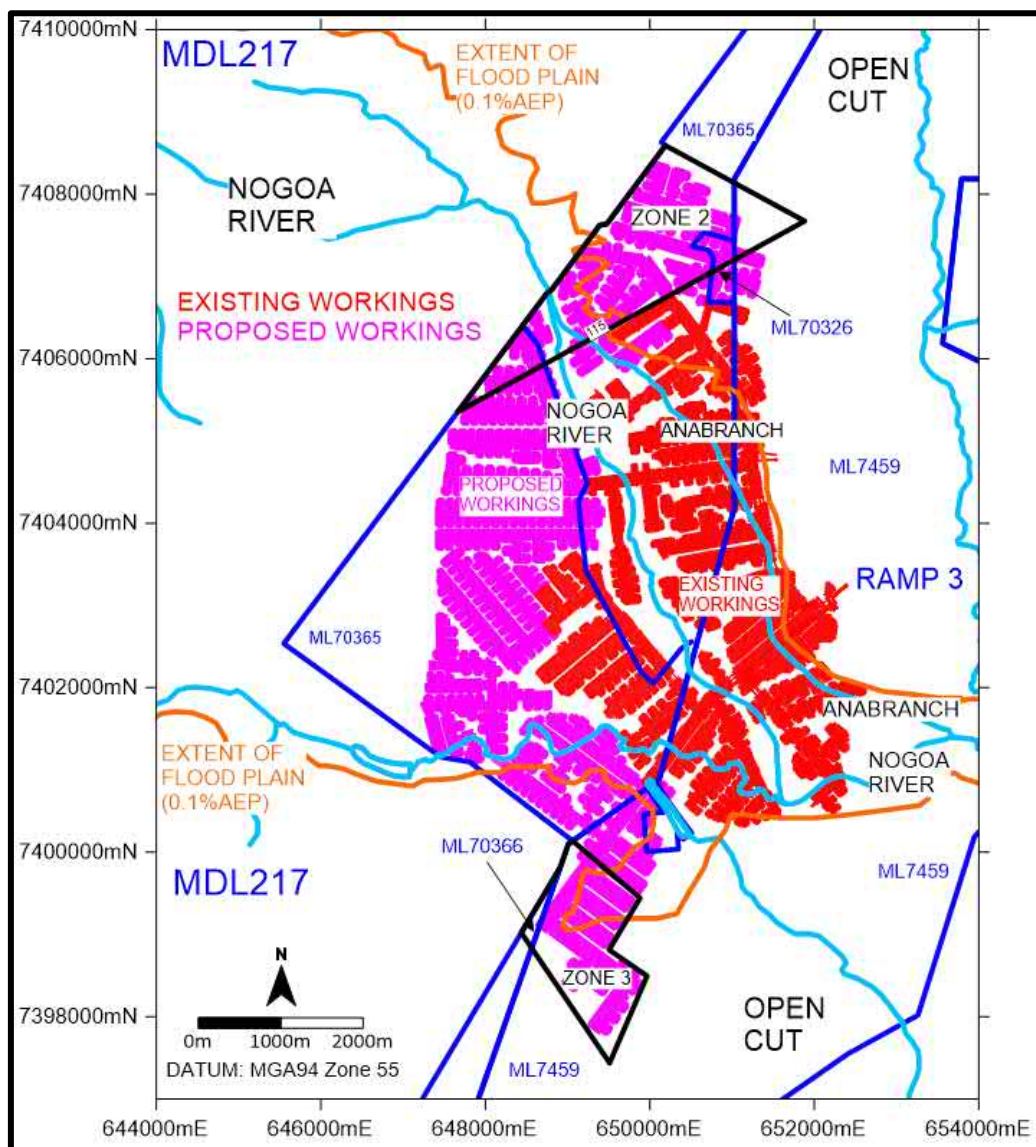 7410000mN
MDL217
EXTENT OF
FLOOD PLAIN
(0.1%AEP)
OPEN
CUT
ML70365
7408000mN
NOGOA
RIVER
ZONE 2
EXISTING WORKINGS
PROPOSED WORKINGS
ML70326
115
7406000mN
NOGOA
RIVER
ANABRANCH
ML7459
PROPOSED
WORKINGS
7404000mN
EXISTING
WORKINGS
RAMP 3
ML70365
7402000mN
ANABRANCH
EXTENT OF
FLOOD PLAIN
(0.1%AEP)
NOGOA
RIVER
ML70366
7400000mN
MDL217
ML7459
N
ZONE 3
7398000mN
0m 1000m 2000m
OPEN
CUT
DATUM: MGA94 Zone 55
ML7459
644000mE 646000mE 648000mE 650000mE 652000mE 654000mE